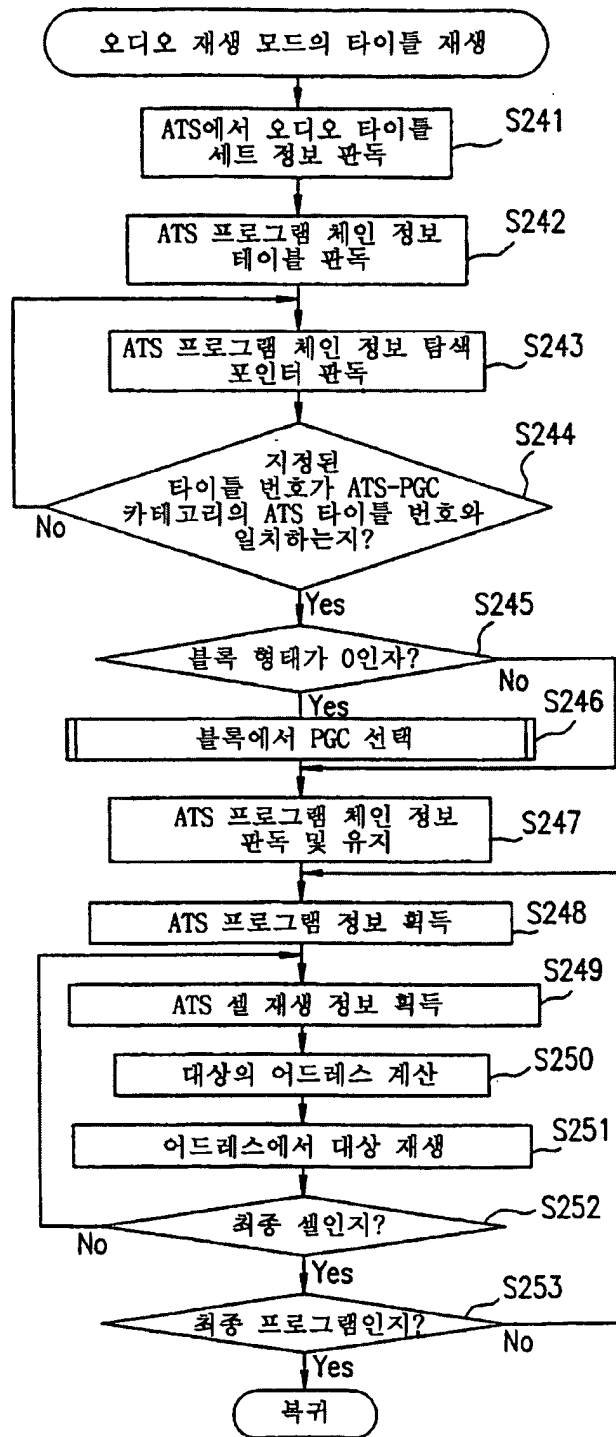 오디오 재생 모드의 타이틀 재생
ATS에서 오디오 타이틀
세트 정보 판독
S241
ATS 프로그램 체인 정보
테이블 판독
S242
ATS 프로그램 체인 정보 탐색
포인터 판독
S243
지정된
타이틀 번호가 ATS-PGC
카테고리의 ATS 타이틀 번호와
일치하는지?
S244
No
Yes
블록 형태가 0인자?
S245
No
Yes
블록에서 PGC 선택
S246
ATS 프로그램 체인 정보
판독 및 유지
S247
ATS 프로그램 정보 획득
S248
ATS 셀 재생 정보 획득
S249
대상의 어드레스 계산
S250
어드레스에서 대상 재생
S251
최종 셀인지?
S252
No
Yes
최종 프로그램인지?
S253
No
Yes
복귀